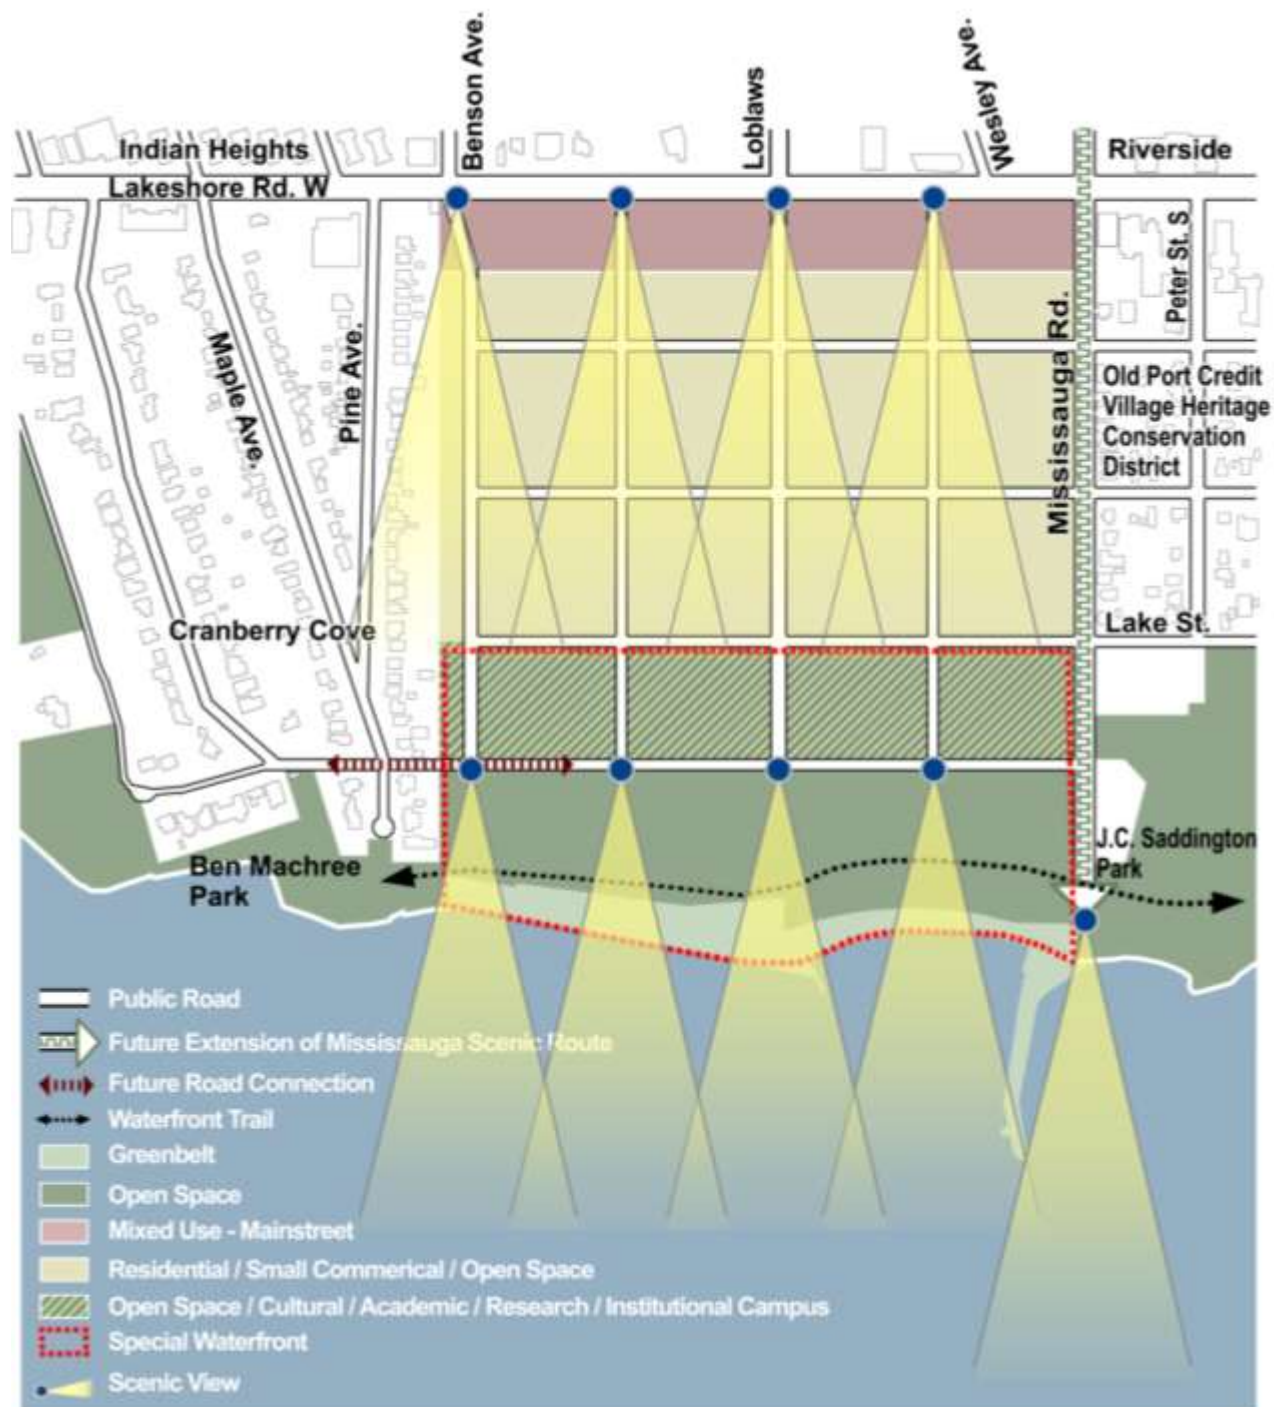 Benson Ave.
Loblaws
Wesley Ave.
Indian Heights
Riverside
Lakeshore Rd. W
Peter St. S
Maple Ave.
Pine Ave.
Mississauga Rd.
Old Port Credit
Village Heritage
Conservation
District
Cranberry Cove
Lake St.
J.C. Saddington
Park
Ben Machree
Park
Public Road
Future Extension of Mississauga Scenic Route
Future Road Connection
Waterfront Trail
Greenbelt
Open Space
Mixed Use - Mainstreet
Residential / Small Commerical / Open Space
Open Space / Cultural / Academic / Research / Institutional Campus
Special Waterfront
Scenic View